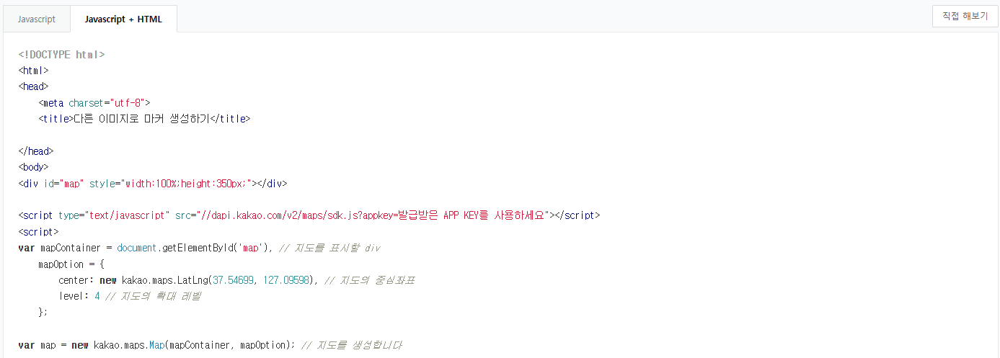 Javascript
Javascript + HTML
직접 해보기
<!DOCTYPE html>
<html>
<head>
    <meta charset="utf-8">
    <title>다른 이미지로 마커 생성하기</title>
</head>
<body>
<div id="map" style="width:100%;height:350px;"></div>
<script type="text/javascript" src="//dapi.kakao.com/v2/maps/sdk.js?appkey=발급받은 APP KEY를 사용하세요"></script>
<script>
var mapContainer = document.getElementById('map'), // 지도를 표시할 div
    mapOption = {
        center: new kakao.maps.LatLng(37.54699, 127.09598), // 지도의 중심좌표
        level: 4 // 지도의 확대 레벨
    };
var map = new kakao.maps.Map(mapContainer, mapOption); // 지도를 생성합니다